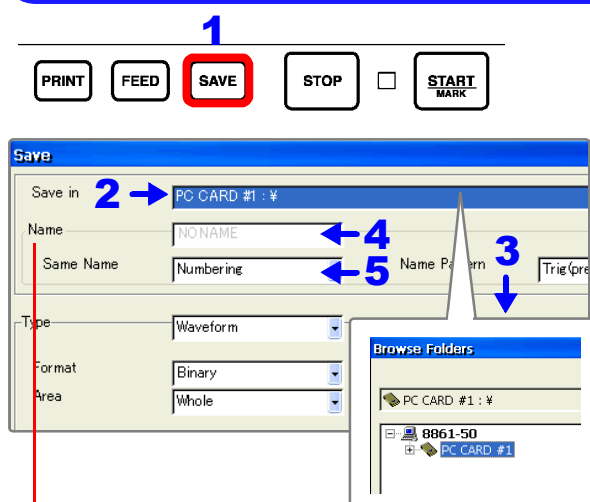 1
PRINT FEED SAVE STOP START
MARK
Save
Save in 2 PC CARD #1 : ¥
Name NONAME 4 3
Same Name Numbering 5 Name Pattern Trig(pre
Type Waveform
Browse Folders
Format Binary
Area Whole PC CARD #1 : ¥
8861-50
PC CARD #1